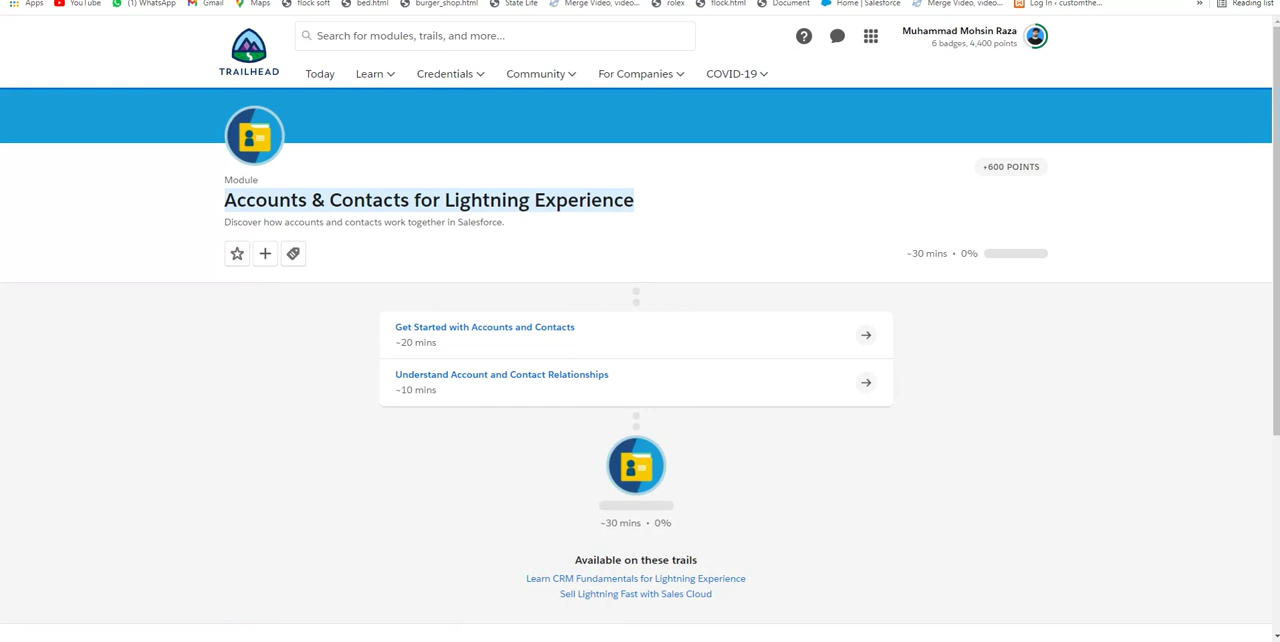 Apps YouTube (1) WhatsApp Gmail Maps flock soft bed.html burger_shop.html State Life Merge Video, video... rolex flock.html Document Home | Salesforce Merge Video, video... Log In ‹ customthe... » Reading list
Search for modules, trails, and more...
Muhammad Mohsin Raza
6 badges, 4,400 points
TRAILHEAD
Today Learn Credentials Community For Companies COVID-19
+600 POINTS
Module
Accounts & Contacts for Lightning Experience
Discover how accounts and contacts work together in Salesforce.
~30 mins • 0%
Get Started with Accounts and Contacts
~20 mins
Understand Account and Contact Relationships
~10 mins
~30 mins • 0%
Available on these trails
Learn CRM Fundamentals for Lightning Experience
Sell Lightning Fast with Sales Cloud